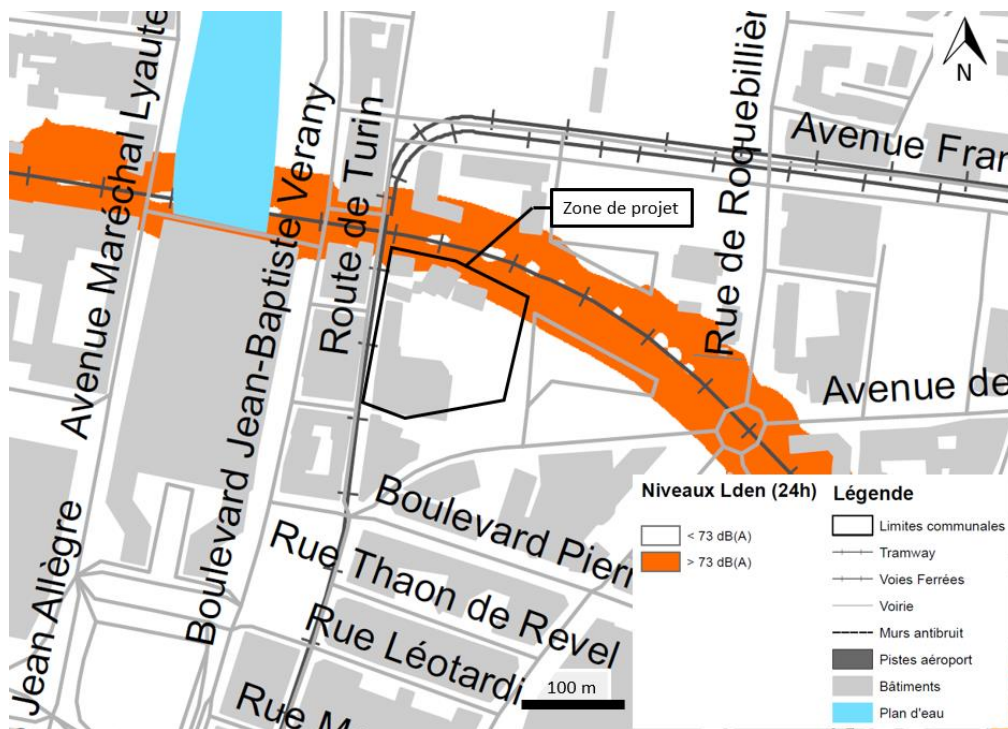 Avenue Maréchal Lyaute
Boulevard Jean-Baptiste Verany
Route de Turin
Rue de Roquebillièr
N
Avenue Fran
Zone de projet
Avenue de
Jean Allègre
Boulevard Pierr
Rue Thaon de Revel
Rue Léotardi
Rue M
100 m
Niveaux Lden (24h)
< 73 dB(A)
> 73 dB(A)
Légende
Limites communales
Tramway
Voies Ferrées
Voirie
Murs antibruit
Pistes aéroport
Bâtiments
Plan d'eau